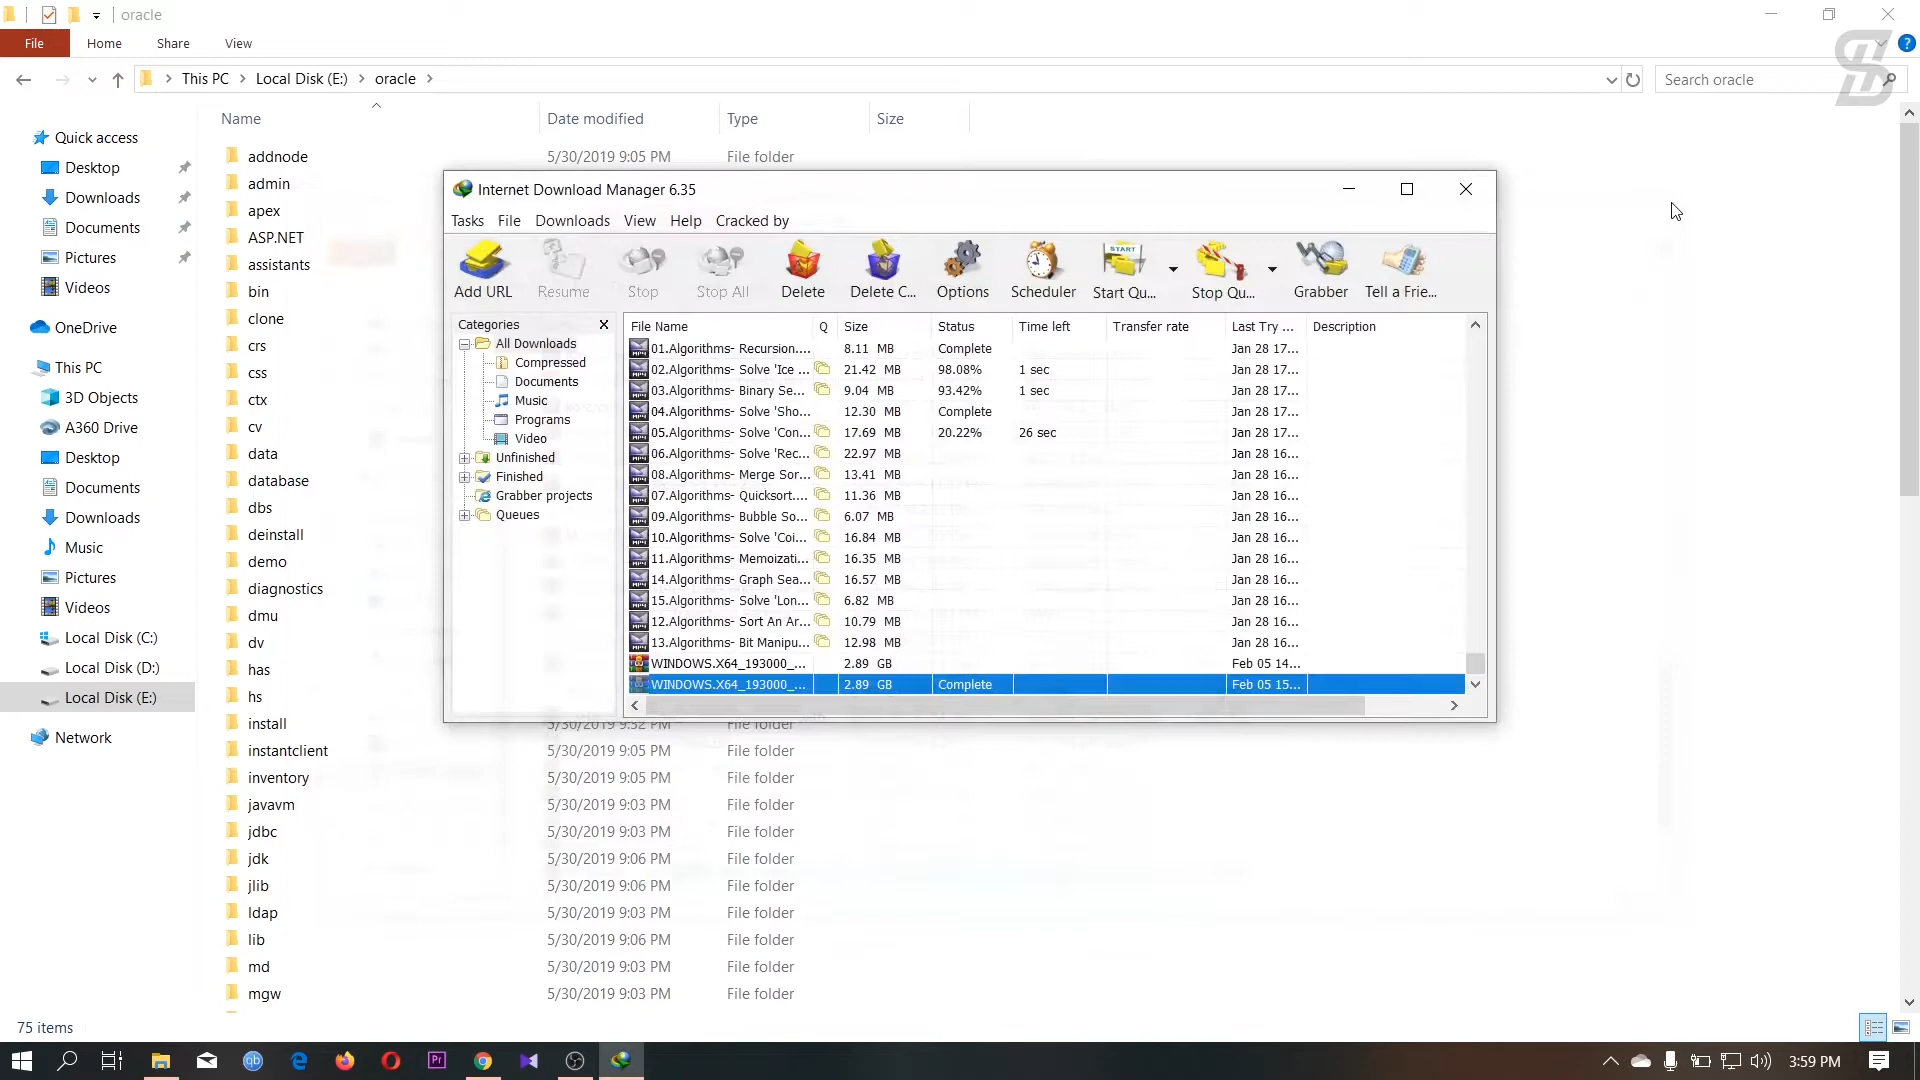 oracle
File Home Share View
This PC Local Disk (E:) oracle
Search oracle
Name Date modified Type Size
Quick access
Desktop
Downloads
Documents
Pictures
Videos
OneDrive
This PC
3D Objects
A360 Drive
Desktop
Documents
Downloads
Music
Pictures
Videos
Local Disk (C:)
Local Disk (D:)
Local Disk (E:)
Network
addnode 5/30/2019 9:05 PM File folder
admin
apex
ASP.NET
assistants
bin
clone
crs
css
ctx
cv
data
database
dbs
deinstall
demo
diagnostics
dmu
dv
has
hs
install 5/30/2019 9:52 PM File folder
instantclient 5/30/2019 9:05 PM File folder
inventory 5/30/2019 9:05 PM File folder
javavm 5/30/2019 9:03 PM File folder
jdbc 5/30/2019 9:03 PM File folder
jdk 5/30/2019 9:06 PM File folder
jlib 5/30/2019 9:06 PM File folder
ldap 5/30/2019 9:03 PM File folder
lib 5/30/2019 9:06 PM File folder
md 5/30/2019 9:03 PM File folder
mgw 5/30/2019 9:03 PM File folder
Internet Download Manager 6.35
Tasks File Downloads View Help Cracked by
Add URL Resume Stop Stop All Delete Delete C... Options Scheduler Start Qu... Stop Qu... Grabber Tell a Frie...
Categories
All Downloads
Compressed
Documents
Music
Programs
Video
Unfinished
Finished
Grabber projects
Queues
File Name Q Size Status Time left Transfer rate Last Try ... Description
01.Algorithms- Recursion.... 8.11 MB Complete Jan 28 17...
02.Algorithms- Solve 'Ice ... 21.42 MB 98.08% 1 sec Jan 28 17...
03.Algorithms- Binary Se... 9.04 MB 93.42% 1 sec Jan 28 17...
04.Algorithms- Solve 'Sho... 12.30 MB Complete Jan 28 17...
05.Algorithms- Solve 'Con... 17.69 MB 20.22% 26 sec Jan 28 17...
06.Algorithms- Solve 'Rec... 22.97 MB Jan 28 16...
08.Algorithms- Merge Sor... 13.41 MB Jan 28 16...
07.Algorithms- Quicksort.... 11.36 MB Jan 28 16...
09.Algorithms- Bubble So... 6.07 MB Jan 28 16...
10.Algorithms- Solve 'Coi... 16.84 MB Jan 28 16...
11.Algorithms- Memoizati... 16.35 MB Jan 28 16...
14.Algorithms- Graph Sea... 16.57 MB Jan 28 16...
15.Algorithms- Solve 'Lon... 6.82 MB Jan 28 16...
12.Algorithms- Sort An Ar... 10.79 MB Jan 28 16...
13.Algorithms- Bit Manipu... 12.98 MB Jan 28 16...
WINDOWS.X64_193000_... 2.89 GB Feb 05 14...
WINDOWS.X64_193000_... 2.89 GB Complete Feb 05 15...
75 items
3:59 PM